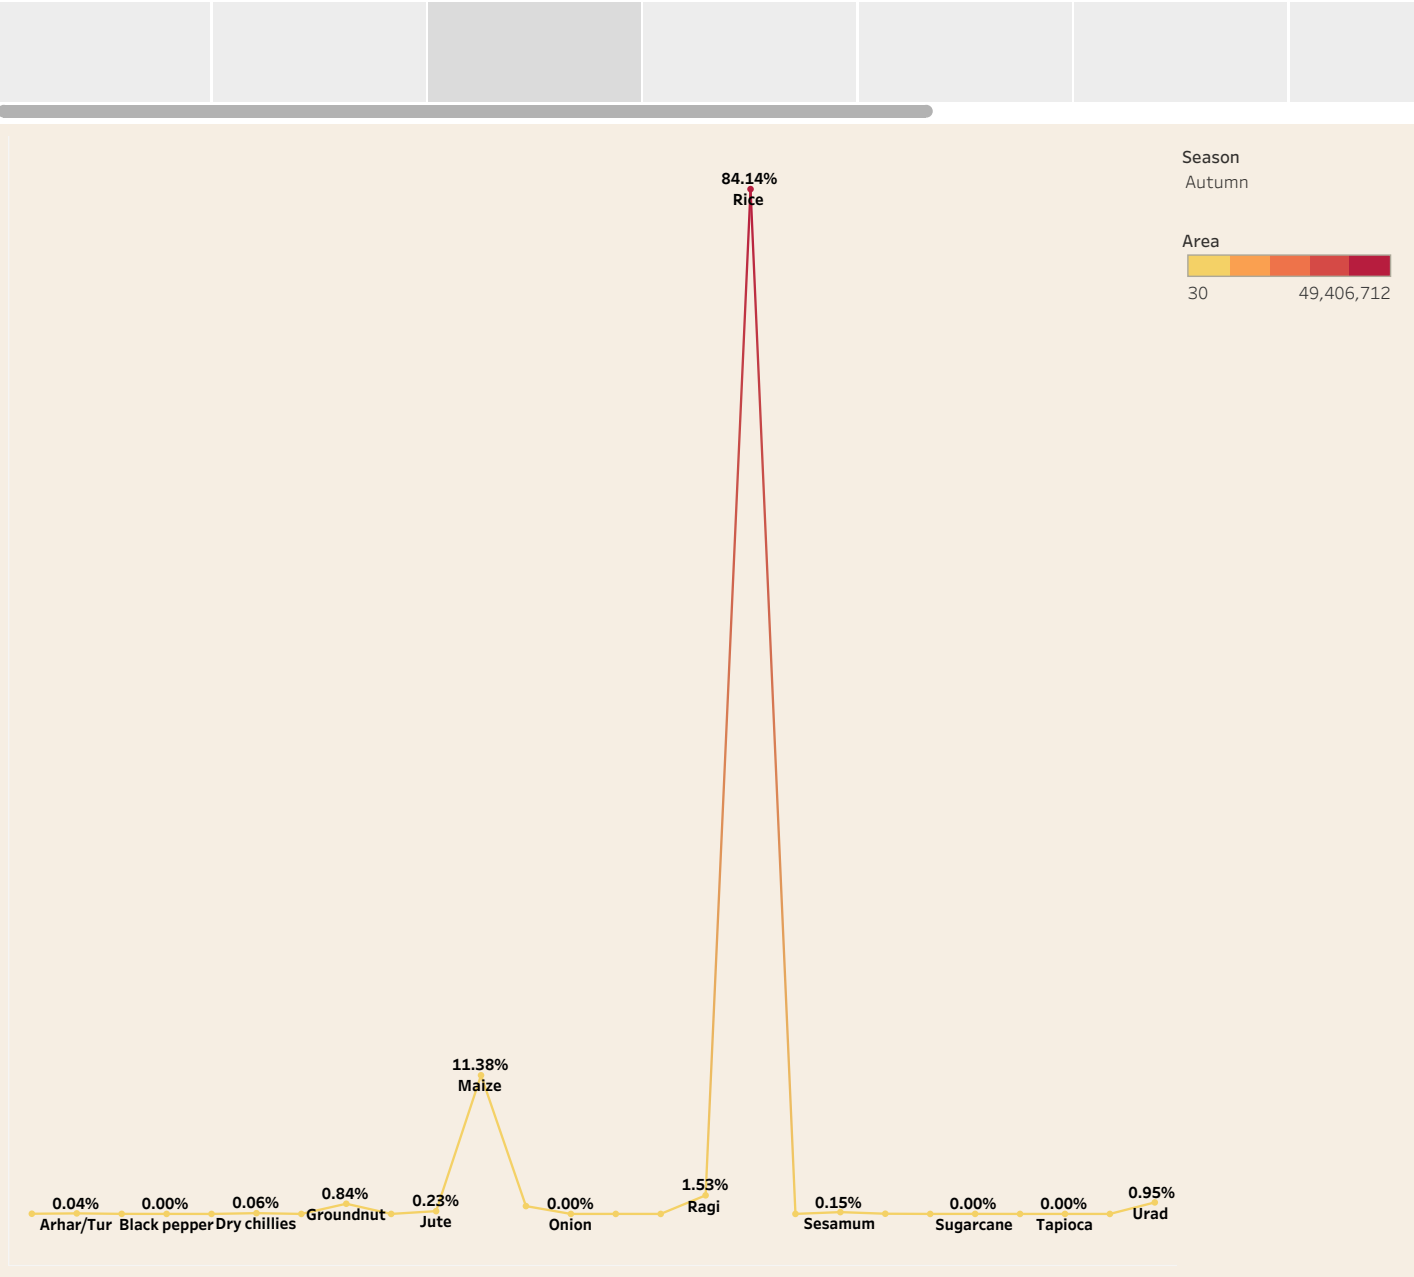 84.14%
Rice
Season
Autumn
Area
30 49,406,712
11.38%
Maize
0.04%
Arhar/Tur
0.00%
Black pepper
0.06%
Dry chillies
0.84%
Groundnut
0.23%
Jute
0.00%
Onion
1.53%
Ragi
0.15%
Sesamum
0.00%
Sugarcane
0.00%
Tapioca
0.95%
Urad